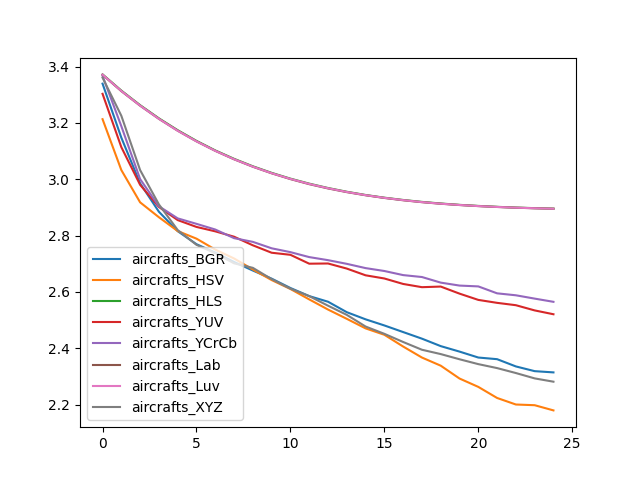 3.4
3.2
3.0
2.8
2.6
2.4
2.2
aircrafts_BGR
aircrafts_HSV
aircrafts_HLS
aircrafts_YUV
aircrafts_YCrCb
aircrafts_Lab
aircrafts_Luv
aircrafts_XYZ
0 5 10 15 20 25